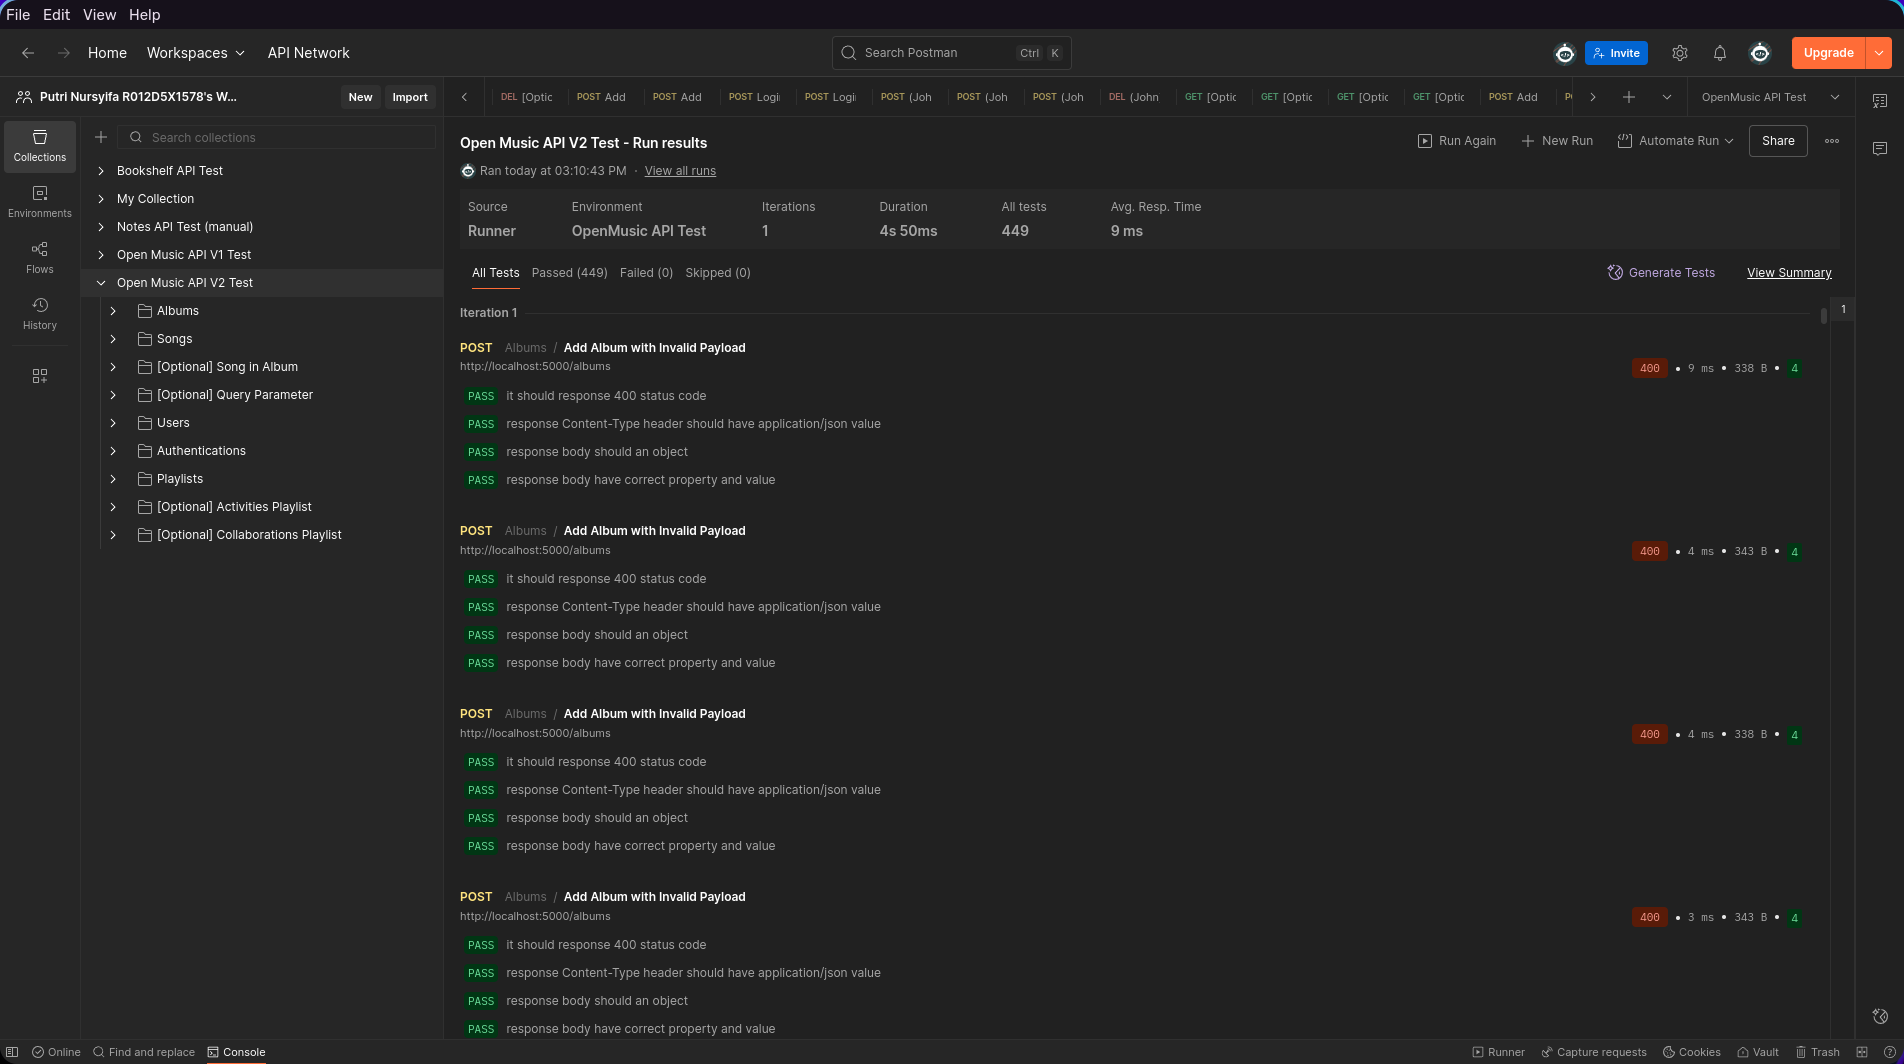 File Edit View Help
Home Workspaces API Network
Search Postman Ctrl K
Invite Upgrade
Putri Nursyifa R012D5X1578's W... New Import
DEL [Optic POST Add POST Add POST Logi POST Logi POST (Joh POST (Joh POST (Joh DEL (John GET [Optic GET [Optic GET [Optic GET [Optic POST Add
OpenMusic API Test
Collections
Environments
Flows
History
Search collections
Bookshelf API Test
My Collection
Notes API Test (manual)
Open Music API V1 Test
Open Music API V2 Test
Albums
Songs
[Optional] Song in Album
[Optional] Query Parameter
Users
Authentications
Playlists
[Optional] Activities Playlist
[Optional] Collaborations Playlist
Open Music API V2 Test - Run results
Run Again New Run Automate Run Share
Ran today at 03:10:43 PM · View all runs
Source Environment Iterations Duration All tests Avg. Resp. Time
Runner OpenMusic API Test 1 4s 50ms 449 9 ms
All Tests Passed (449) Failed (0) Skipped (0) Generate Tests View Summary
Iteration 1
1
POST Albums / Add Album with Invalid Payload
http://localhost:5000/albums
400 • 9 ms • 338 B • 4
PASS it should response 400 status code
PASS response Content-Type header should have application/json value
PASS response body should an object
PASS response body have correct property and value
POST Albums / Add Album with Invalid Payload
http://localhost:5000/albums
400 • 4 ms • 343 B • 4
PASS it should response 400 status code
PASS response Content-Type header should have application/json value
PASS response body should an object
PASS response body have correct property and value
POST Albums / Add Album with Invalid Payload
http://localhost:5000/albums
400 • 4 ms • 338 B • 4
PASS it should response 400 status code
PASS response Content-Type header should have application/json value
PASS response body should an object
PASS response body have correct property and value
POST Albums / Add Album with Invalid Payload
http://localhost:5000/albums
400 • 3 ms • 343 B • 4
PASS it should response 400 status code
PASS response Content-Type header should have application/json value
PASS response body should an object
PASS response body have correct property and value
Online Find and replace Console
Runner Capture requests Cookies Vault Trash